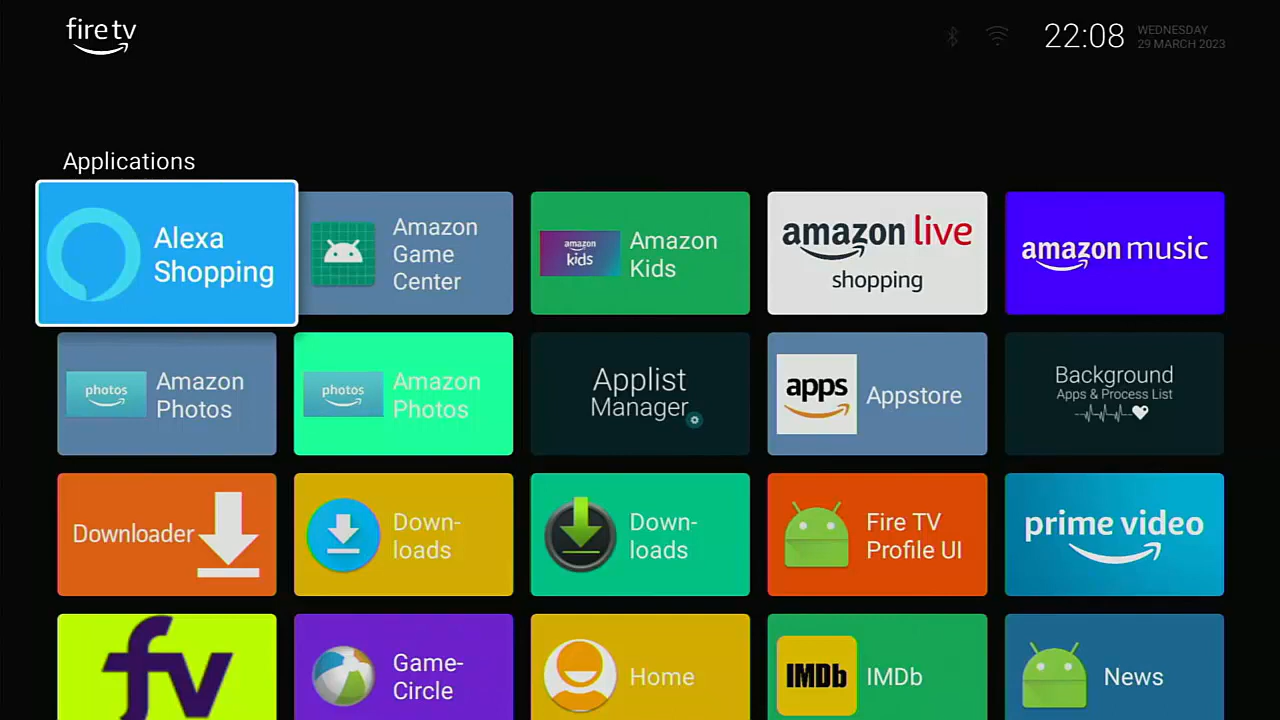 fire tv
22:08
WEDNESDAY
29 MARCH 2023
Applications
Alexa
Shopping
Amazon
Game
Center
amazon
kids
Amazon
Kids
amazon live
shopping
amazon music
photos
Amazon
Photos
photos
Amazon
Photos
Applist
Manager
apps
Appstore
Background
Apps & Process List
Downloader
Down-
loads
Down-
loads
Fire TV
Profile UI
prime video
fv
Game-
Circle
Home
IMDb
IMDb
News